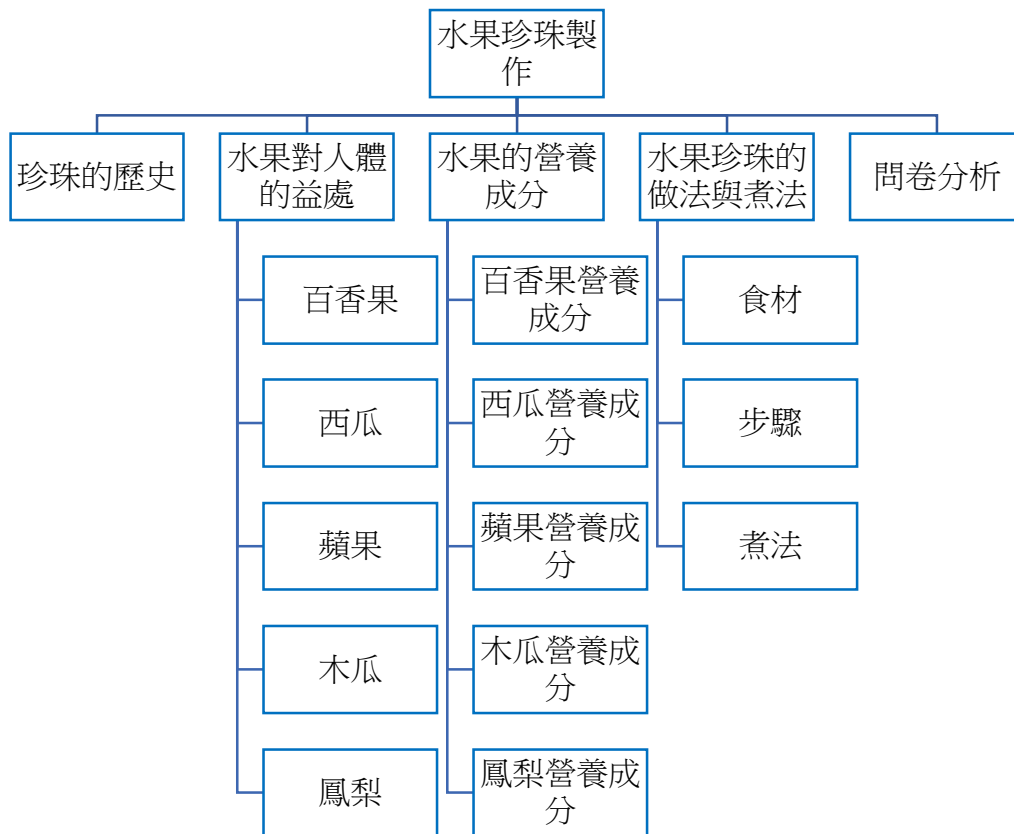 水果珍珠製
作
珍珠的歷史
水果對人體
的益處
水果的營養
成分
水果珍珠的
做法與煮法
問卷分析
百香果
百香果營養
成分
食材
西瓜
西瓜營養成
分
步驟
蘋果
蘋果營養成
分
煮法
木瓜
木瓜營養成
分
鳳梨
鳳梨營養成
分